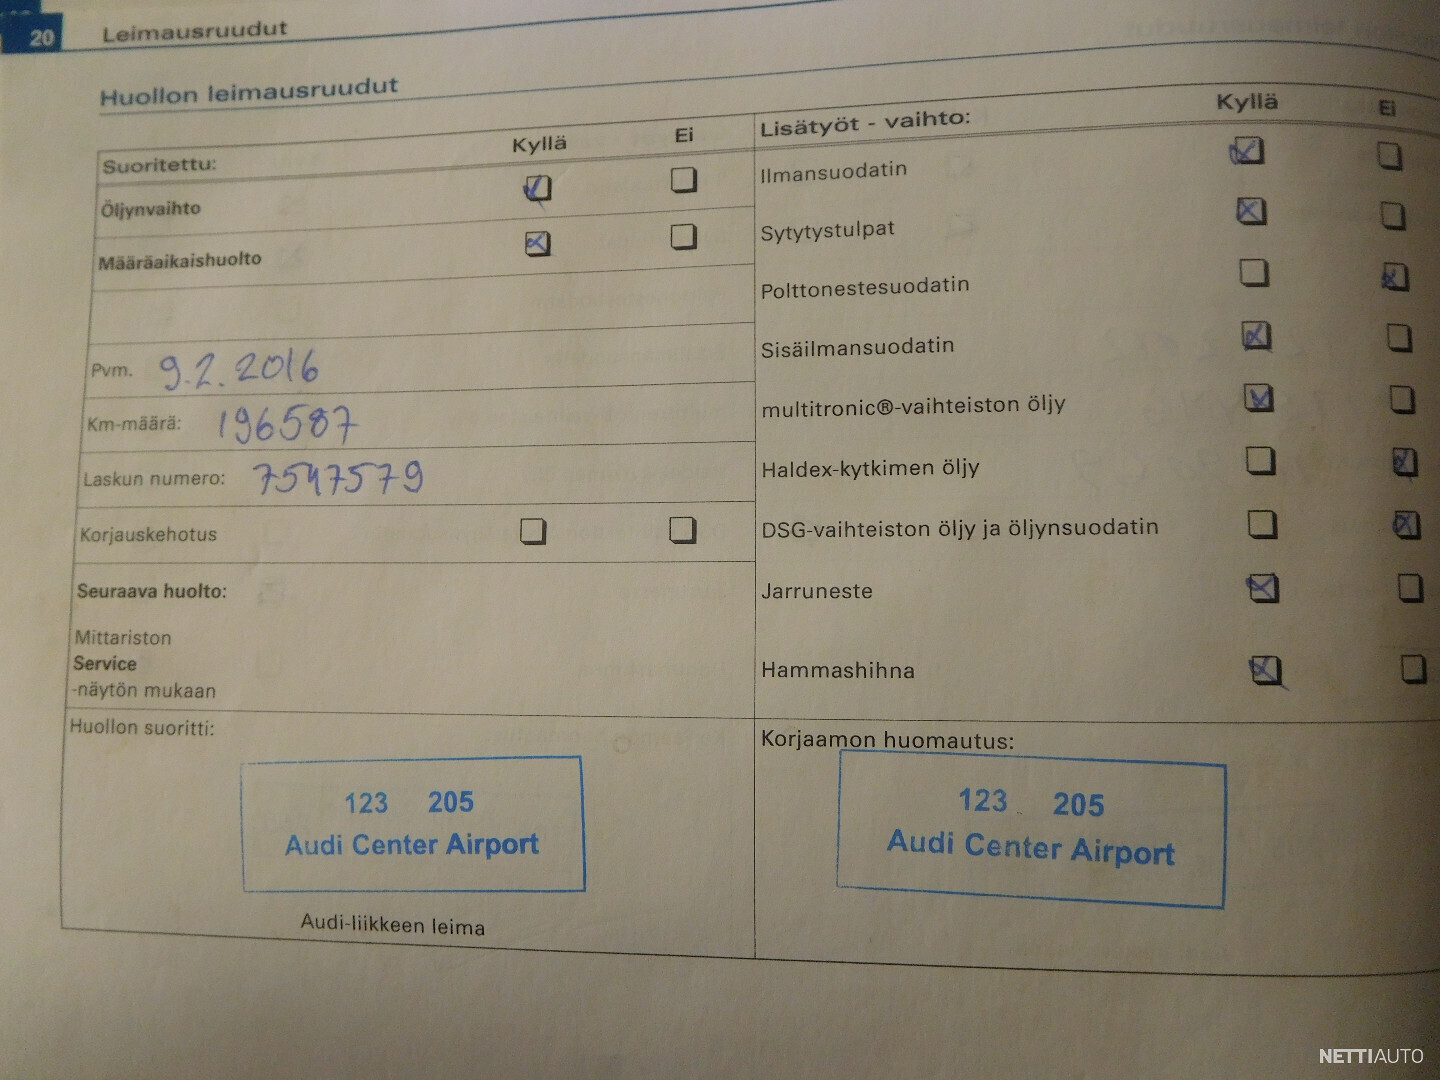 20 Leimausruudut
Huollon leimausruudut
Suoritettu: Kyllä Ei
Öljynvaihto
Määräaikaishuolto
Pvm. 9.2.2016
Km-määrä: 196587
Laskun numero: 7547579
Korjauskehotus
Seuraava huolto:
Mittariston
Service
-näytön mukaan
Huollon suoritti:
123 205
Audi Center Airport
Audi-liikkeen leima
Lisätyöt - vaihto: Kyllä Ei
Ilmansuodatin
Sytytystulpat
Polttonestesuodatin
Sisäilmansuodatin
multitronic®-vaihteiston öljy
Haldex-kytkimen öljy
DSG-vaihteiston öljy ja öljynsuodatin
Jarruneste
Hammashihna
Korjaamon huomautus:
123 205
Audi Center Airport
NETTIAUTO